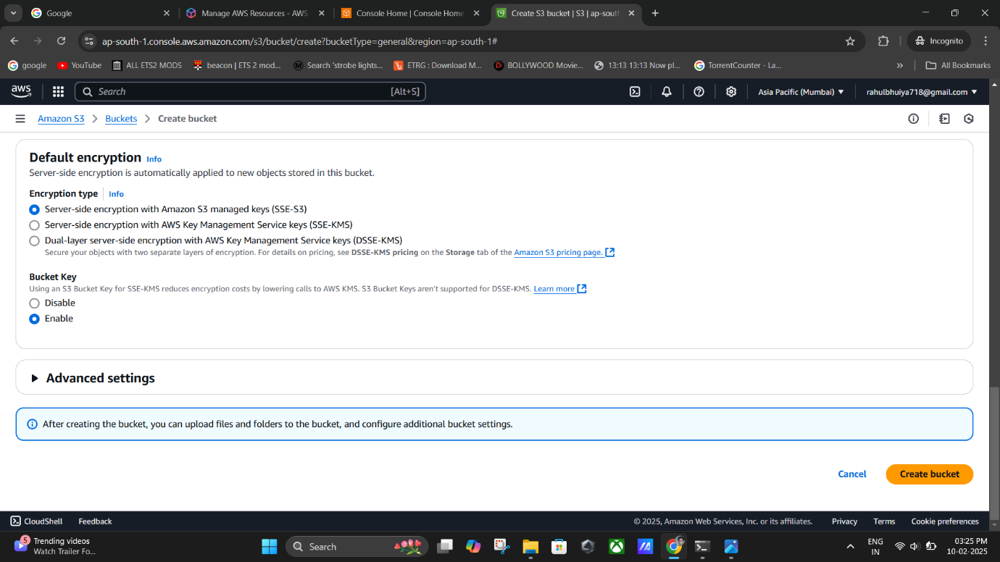 Google
Manage AWS Resources - AWS
Console Home | Console Home
Create S3 bucket | S3 | ap-sout
ap-south-1.console.aws.amazon.com/s3/bucket/create?bucketType=general&region=ap-south-1#
Incognito
google
YouTube
ALL ETS2 MODS
beacon | ETS 2 mod...
Search 'strobe lights...
ETRG : Download M...
BOLLYWOOD Movie...
13:13 13:13 Now pl...
TorrentCounter - La...
All Bookmarks
aws
Search
[Alt+S]
Asia Pacific (Mumbai)
rahulbhuiya718@gmail.com
Amazon S3
Buckets
Create bucket
Default encryption Info
Server-side encryption is automatically applied to new objects stored in this bucket.
Encryption type Info
Server-side encryption with Amazon S3 managed keys (SSE-S3)
Server-side encryption with AWS Key Management Service keys (SSE-KMS)
Dual-layer server-side encryption with AWS Key Management Service keys (DSSE-KMS)
Secure your objects with two separate layers of encryption. For details on pricing, see DSSE-KMS pricing on the Storage tab of the Amazon S3 pricing page.
Bucket Key
Using an S3 Bucket Key for SSE-KMS reduces encryption costs by lowering calls to AWS KMS. S3 Bucket Keys aren't supported for DSSE-KMS. Learn more
Disable
Enable
Advanced settings
After creating the bucket, you can upload files and folders to the bucket, and configure additional bucket settings.
Cancel
Create bucket
CloudShell
Feedback
© 2025, Amazon Web Services, Inc. or its affiliates.
Privacy
Terms
Cookie preferences
5
Trending videos
Watch Trailer Fo...
Search
ENG
IN
03:25 PM
10-02-2025